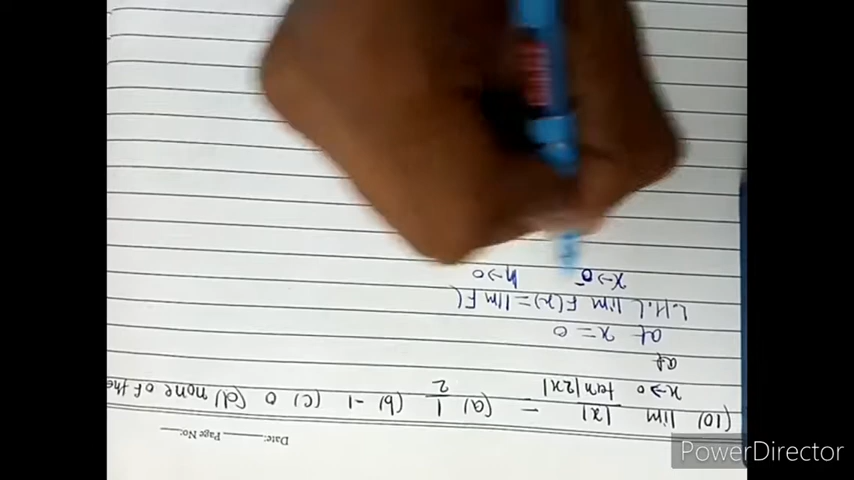 Date: Page No:
(10) lim |x| - (a) 1/2 (b) -1 (c) 0 (d) none of the
x→0 tan|2x|
at
at x = 0
L.H.L lim F(x) = lim F(
x→0⁻ h→0
PowerDirector